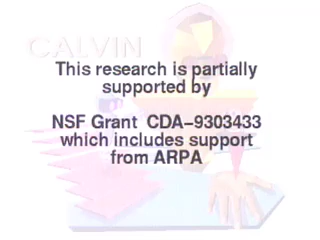 CALVIN
This research is partially
supported by
NSF Grant CDA-9303433
which includes support
from ARPA